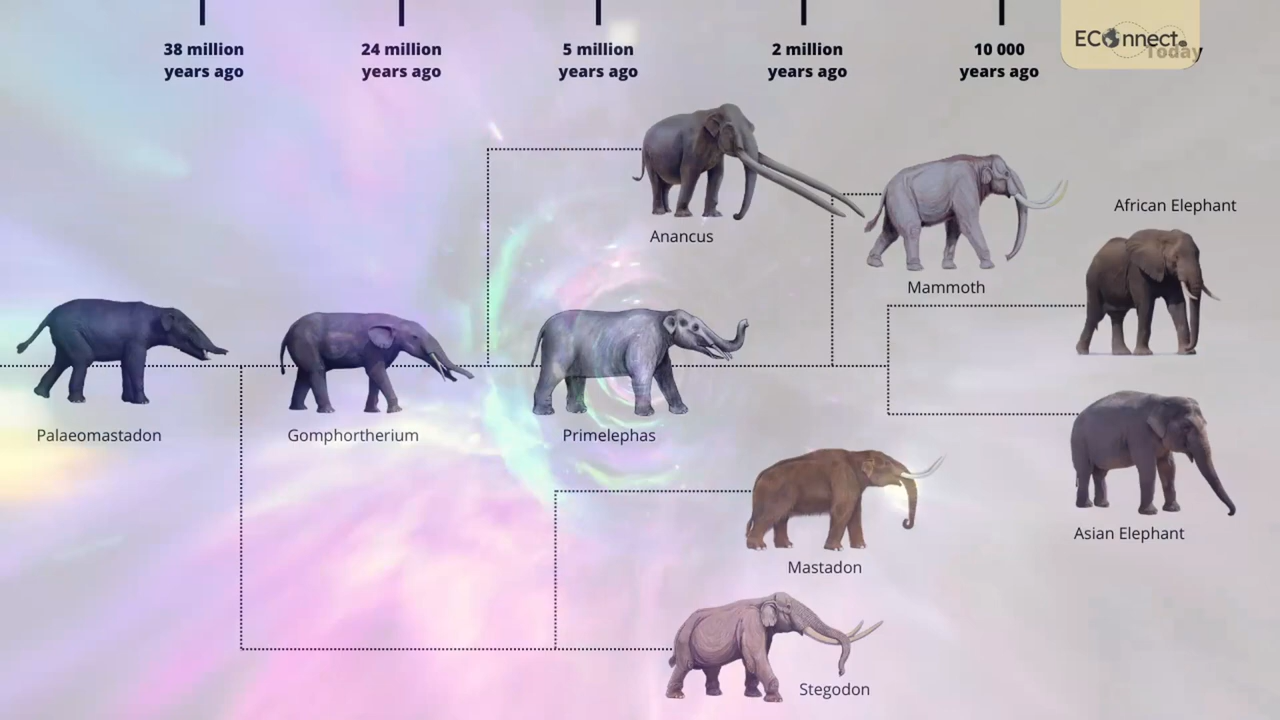 38 million
years ago
24 million
years ago
5 million
years ago
2 million
years ago
10 000
years ago
ECOnnect
Today
Anancus
Mammoth
African Elephant
Palaeomastadon
Gomphortherium
Primelephas
Asian Elephant
Mastadon
Stegodon